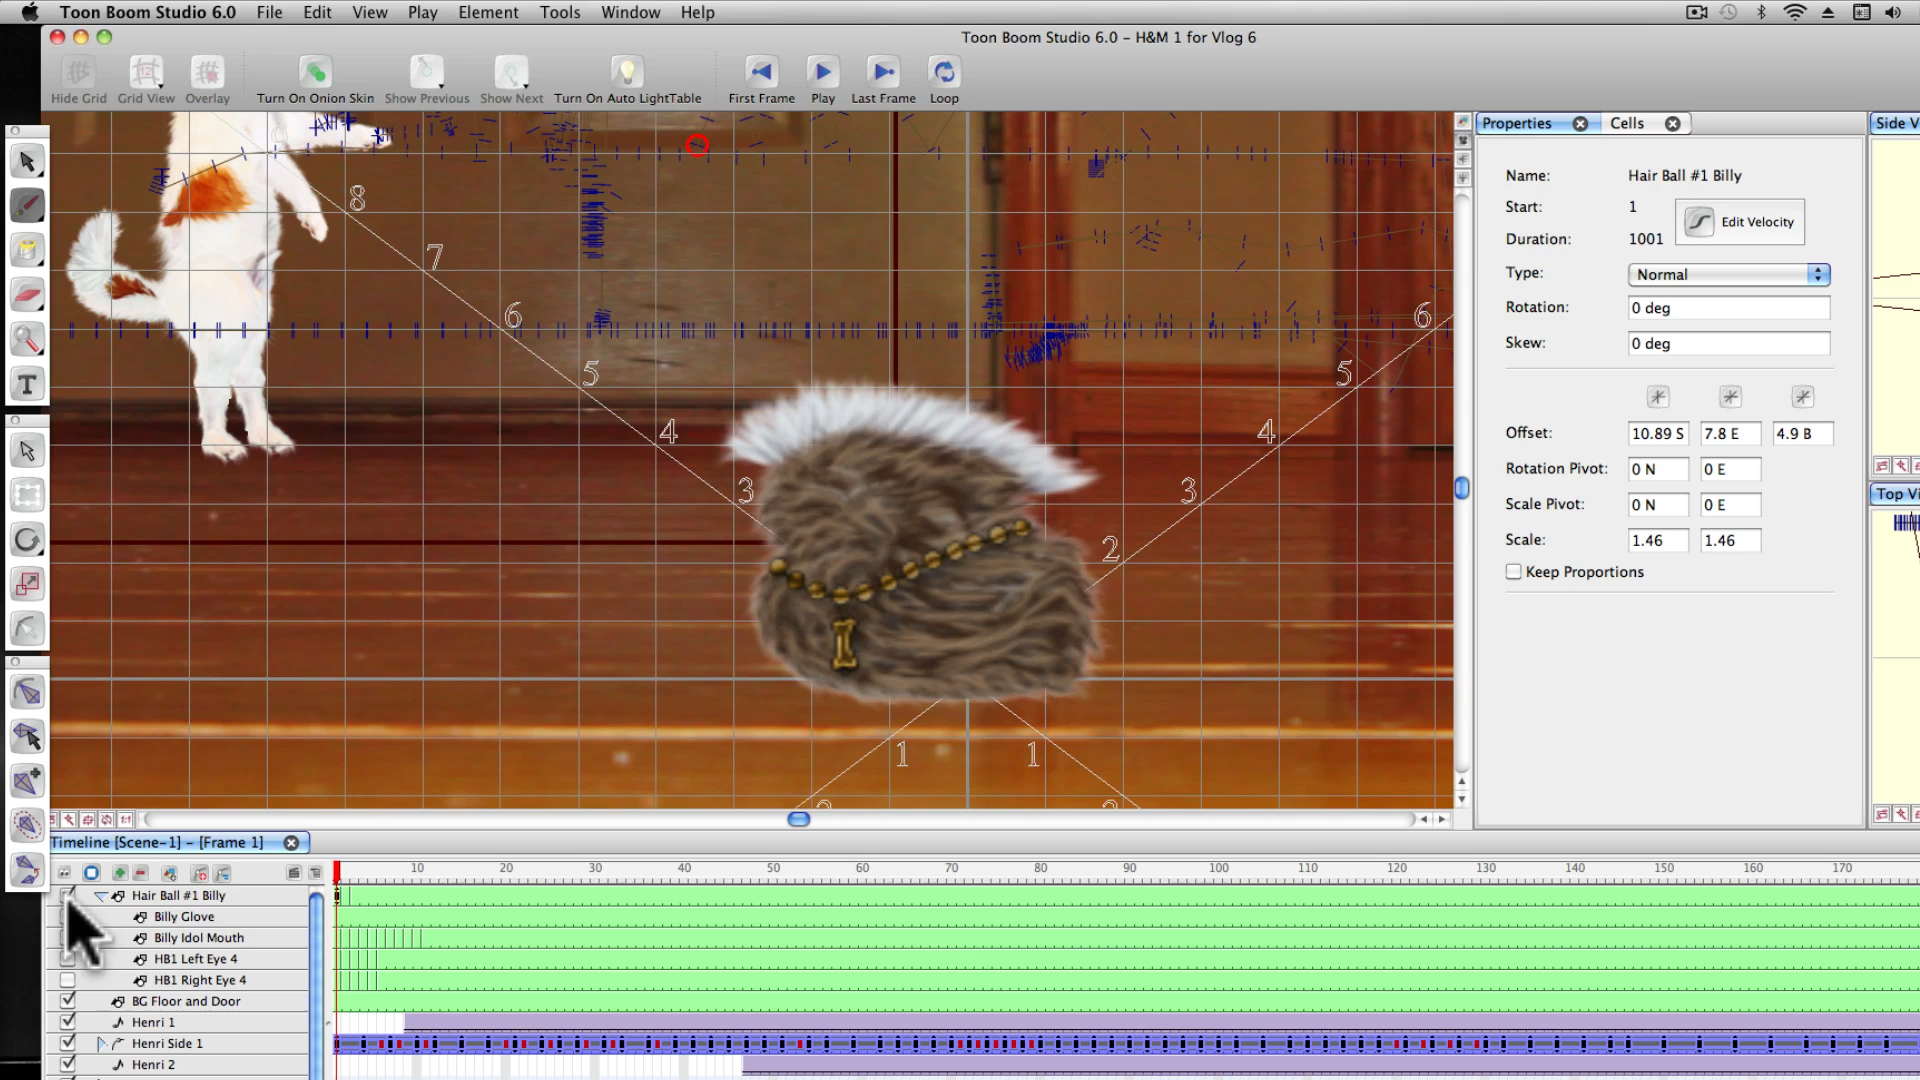 Toon Boom Studio 6.0 File Edit View Play Element Tools Window Help
Toon Boom Studio 6.0 - H&M 1 for Vlog 6
Hide Grid Grid View Overlay Turn On Onion Skin Show Previous Show Next Turn On Auto LightTable First Frame Play Last Frame Loop
12
Properties Cells Side V
Name: Hair Ball #1 Billy
Start: 1
Edit Velocity
Duration: 1001
Type: Normal
Rotation: 0 deg
Skew: 0 deg
Offset: 10.89 S 7.8 E 4.9 B
Rotation Pivot: 0 N 0 E
Scale Pivot: 0 N 0 E
Scale: 1.46 1.46
Keep Proportions
Top Vi
T
8
7
6 6
5 5
4 4
3 3
2
1 1
2 2
1:1
Timeline [Scene-1] - [Frame 1]
10 20 30 40 50 60 70 80 90 100 110 120 130 140 150 160 170
Hair Ball #1 Billy
Billy Glove
Billy Idol Mouth
HB1 Left Eye 4
HB1 Right Eye 4
BG Floor and Door
Henri 1
Henri Side 1
Henri 2